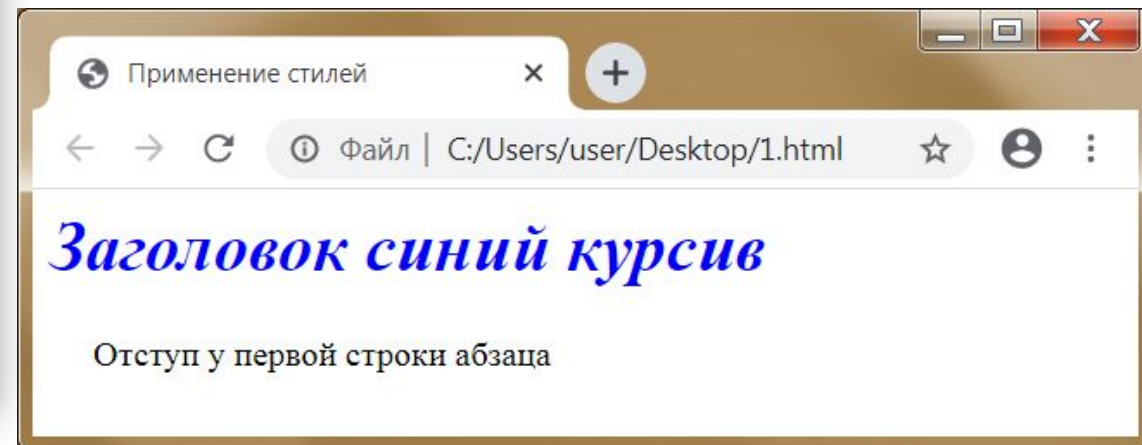 Применение стилей
Файл | C:/Users/user/Desktop/1.html
Заголовок синий курсив
Отступ у первой строки абзаца